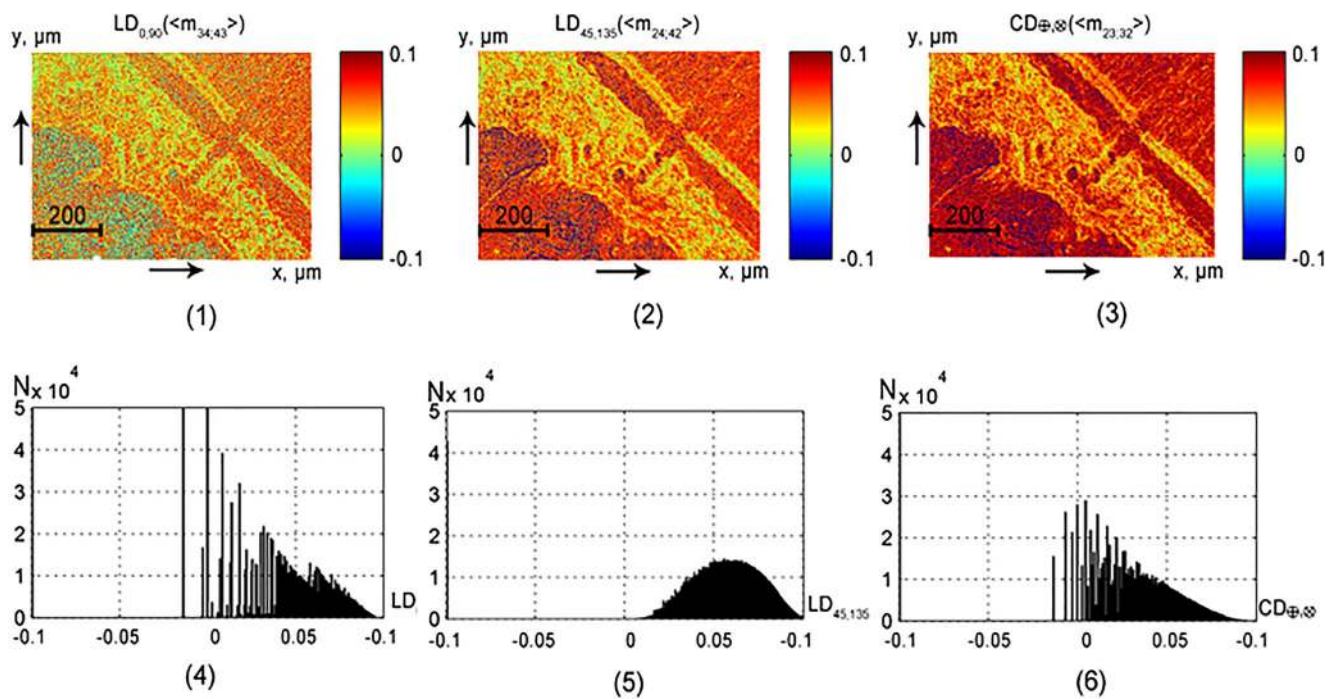 LD0;90(<m34;43>)
y, µm
0.1
0
-0.1
200
x, µm
(1)
LD45,135(<m24;42>)
y, µm
0.1
0
-0.1
200
x, µm
(2)
CD⊕,⊗(<m23;32>)
y, µm
0.1
0
-0.1
200
x, µm
(3)
N x 10 4
5
4
3
2
1
0
-0.1 -0.05 0 0.05 -0.1
LD
(4)
N x 10 4
5
4
3
2
1
0
-0.1 -0.05 0 0.05 -0.1
LD45,135
(5)
N x 10 4
5
4
3
2
1
0
-0.1 -0.05 0 0.05 -0.1
CD⊕,⊗
(6)